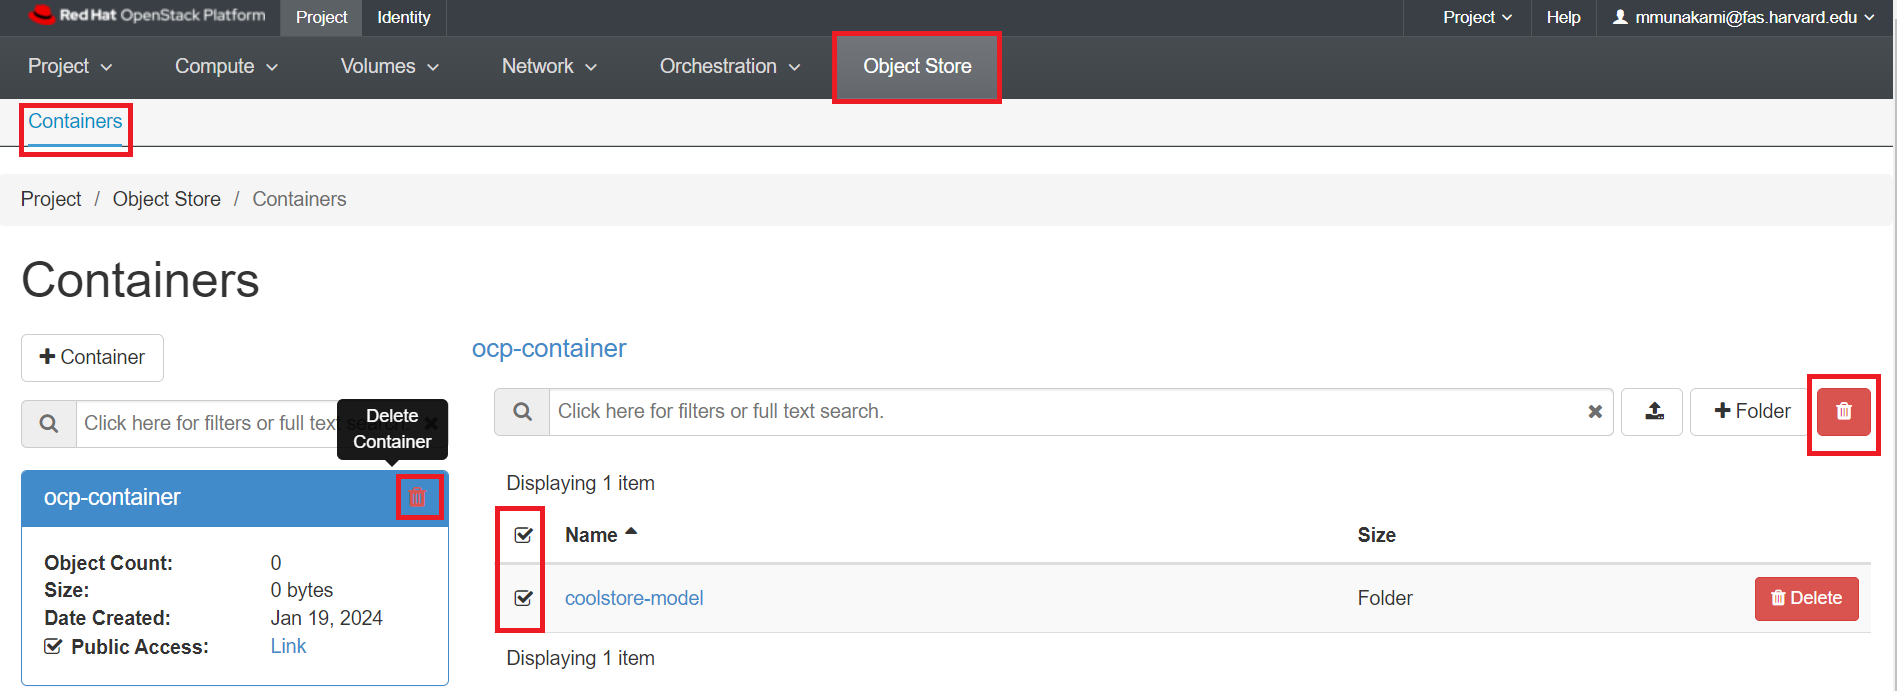 Red Hat OpenStack Platform Project Identity Project Help mmunakami@fas.harvard.edu
Project Compute Volumes Network Orchestration Object Store
Containers
Project / Object Store / Containers
Containers
+ Container
ocp-container
Click here for filters or full text search.
Delete
Container
Click here for filters or full text search.
+ Folder
ocp-container
Object Count: 0
Size: 0 bytes
Date Created: Jan 19, 2024
Public Access: Link
Displaying 1 item
Name Size
coolstore-model Folder Delete
Displaying 1 item